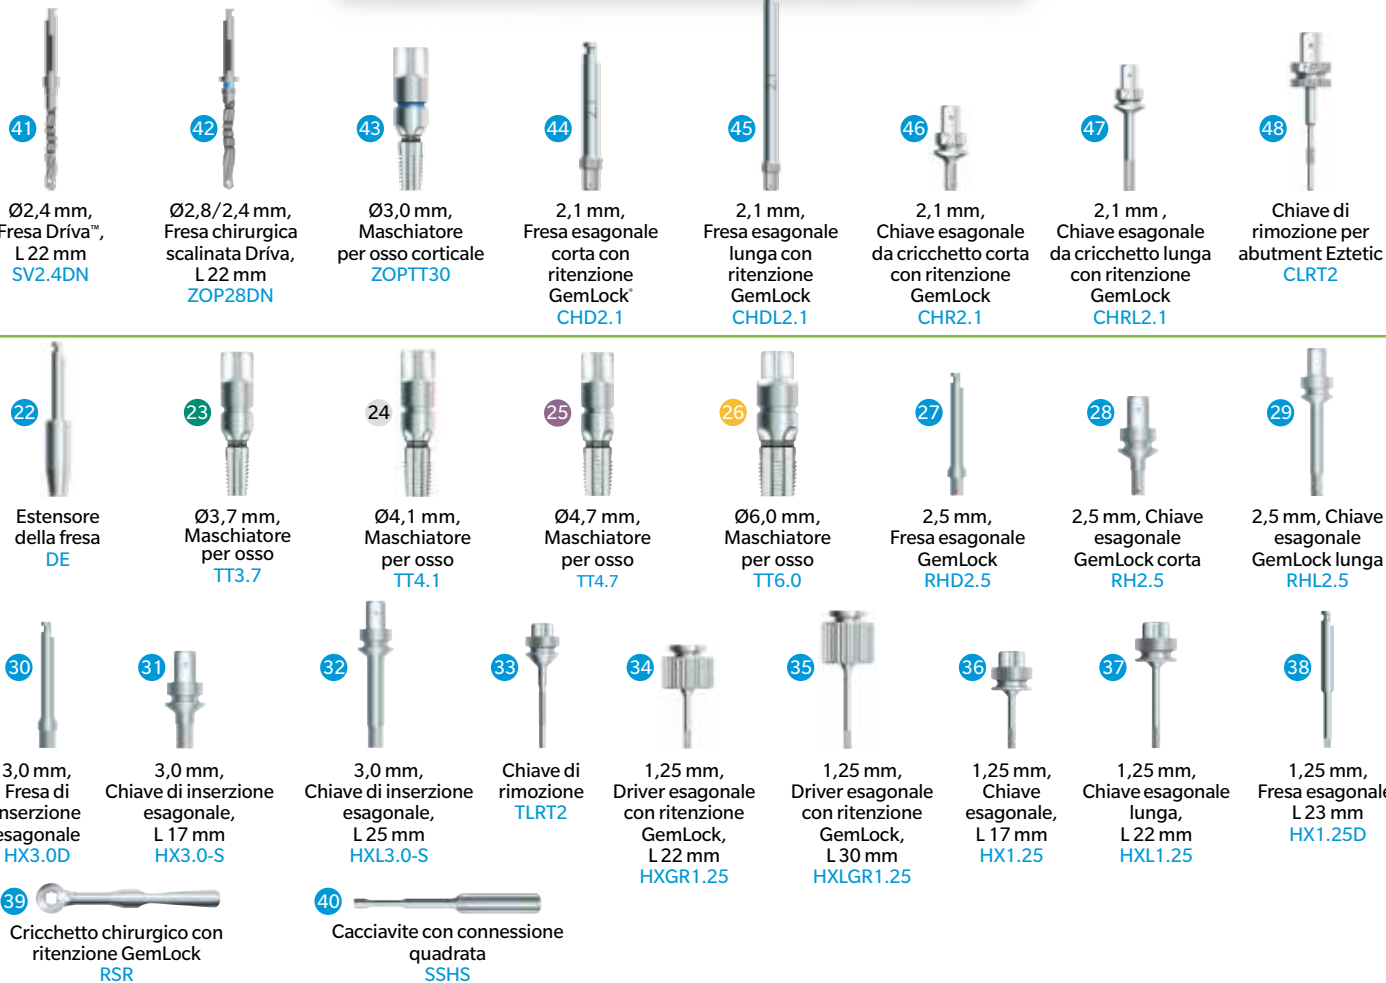 41
42
43
44
45
46
47
48
Ø2,4 mm,
Fresa Dríva™,
L 22 mm
SV2.4DN
Ø2,8/2,4 mm,
Fresa chirurgica
scalinata Dríva,
L 22 mm
ZOP28DN
Ø3,0 mm,
Maschiatore
per osso corticale
ZOPTT30
2,1 mm,
Fresa esagonale
corta con
ritenzione
GemLock®
CHD2.1
2,1 mm,
Fresa esagonale
lunga con
ritenzione
GemLock
CHDL2.1
2,1 mm,
Chiave esagonale
da cricchetto corta
con ritenzione
GemLock
CHR2.1
2,1 mm ,
Chiave esagonale
da cricchetto lunga
con ritenzione
GemLock
CHRL2.1
Chiave di
rimozione per
abutment Eztetic
CLRT2
22
23
24
25
26
27
28
29
Estensore
della fresa
DE
Ø3,7 mm,
Maschiatore
per osso
TT3.7
Ø4,1 mm,
Maschiatore
per osso
TT4.1
Ø4,7 mm,
Maschiatore
per osso
TT4.7
Ø6,0 mm,
Maschiatore
per osso
TT6.0
2,5 mm,
Fresa esagonale
GemLock
RHD2.5
2,5 mm, Chiave
esagonale
GemLock corta
RH2.5
2,5 mm, Chiave
esagonale
GemLock lunga
RHL2.5
30
31
32
33
34
35
36
37
38
3,0 mm,
Fresa di
nserzione
esagonale
HX3.0D
3,0 mm,
Chiave di inserzione
esagonale,
L 17 mm
HX3.0-S
3,0 mm,
Chiave di inserzione
esagonale,
L 25 mm
HXL3.0-S
Chiave di
rimozione
TLRT2
1,25 mm,
Driver esagonale
con ritenzione
GemLock,
L 22 mm
HXGR1.25
1,25 mm,
Driver esagonale
con ritenzione
GemLock,
L 30 mm
HXLGR1.25
1,25 mm,
Chiave
esagonale,
L 17 mm
HX1.25
1,25 mm,
Chiave esagonale
lunga,
L 22 mm
HXL1.25
1,25 mm,
Fresa esagonale
L 23 mm
HX1.25D
39
40
Cricchetto chirurgico con
ritenzione GemLock
RSR
Cacciavite con connessione
quadrata
SSHS